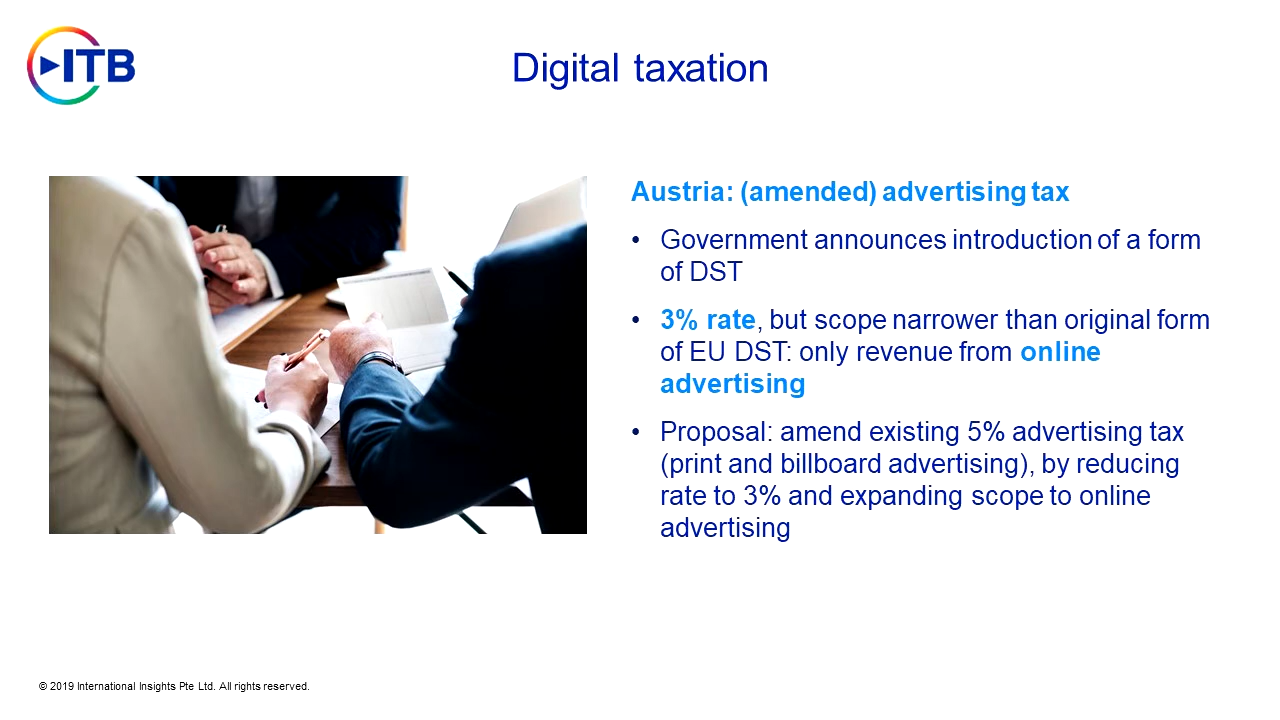 ITB
Digital taxation
Austria: (amended) advertising tax
• Government announces introduction of a form
of DST
• 3% rate, but scope narrower than original form
of EU DST: only revenue from online
advertising
• Proposal: amend existing 5% advertising tax
(print and billboard advertising), by reducing
rate to 3% and expanding scope to online
advertising
© 2019 International Insights Pte Ltd. All rights reserved.